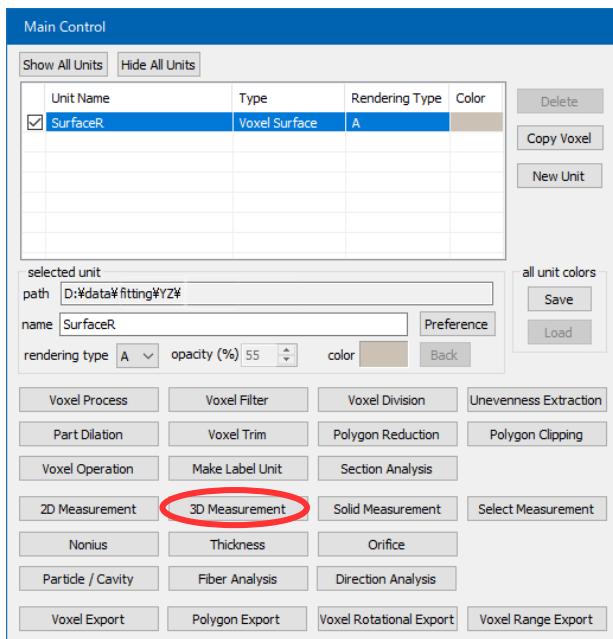 Main Control
Show All Units Hide All Units
Unit Name Type Rendering Type Color
SurfaceR Voxel Surface A
Delete
Copy Voxel
New Unit
selected unit
path D:¥data¥fitting¥YZ¥
name SurfaceR Preference
rendering type A opacity (%) 55 color Back
all unit colors
Save
Load
Voxel Process Voxel Filter Voxel Division Unevenness Extraction
Part Dilation Voxel Trim Polygon Reduction Polygon Clipping
Voxel Operation Make Label Unit Section Analysis
2D Measurement 3D Measurement Solid Measurement Select Measurement
Nonius Thickness Orifice
Particle / Cavity Fiber Analysis Direction Analysis
Voxel Export Polygon Export Voxel Rotational Export Voxel Range Export